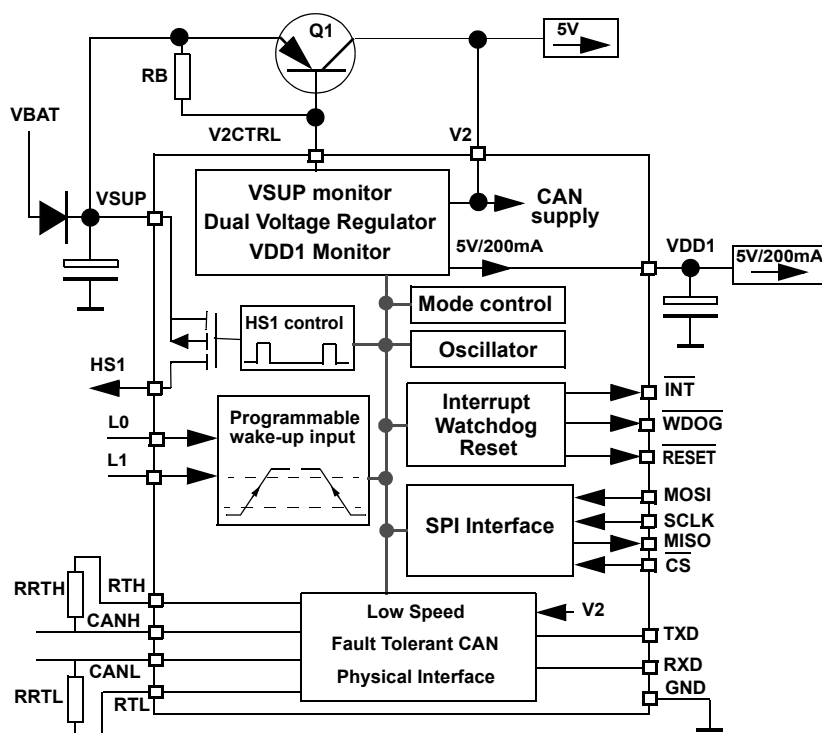 Q1
5V
RB
VBAT
V2CTRL
V2
VSUP
VSUP monitor
Dual Voltage Regulator
VDD1 Monitor
CAN
supply
5V/200mA
VDD1
5V/200mA
Mode control
HS1 control
Oscillator
HS1
INT
L0
Programmable
wake-up input
Interrupt
Watchdog
Reset
WDOG
RESET
L1
MOSI
SPI Interface
SCLK
MISO
CS
RRTH
RTH
Low Speed
Fault Tolerant CAN
Physical Interface
V2
CANH
TXD
CANL
RXD
RRTL
RTL
GND